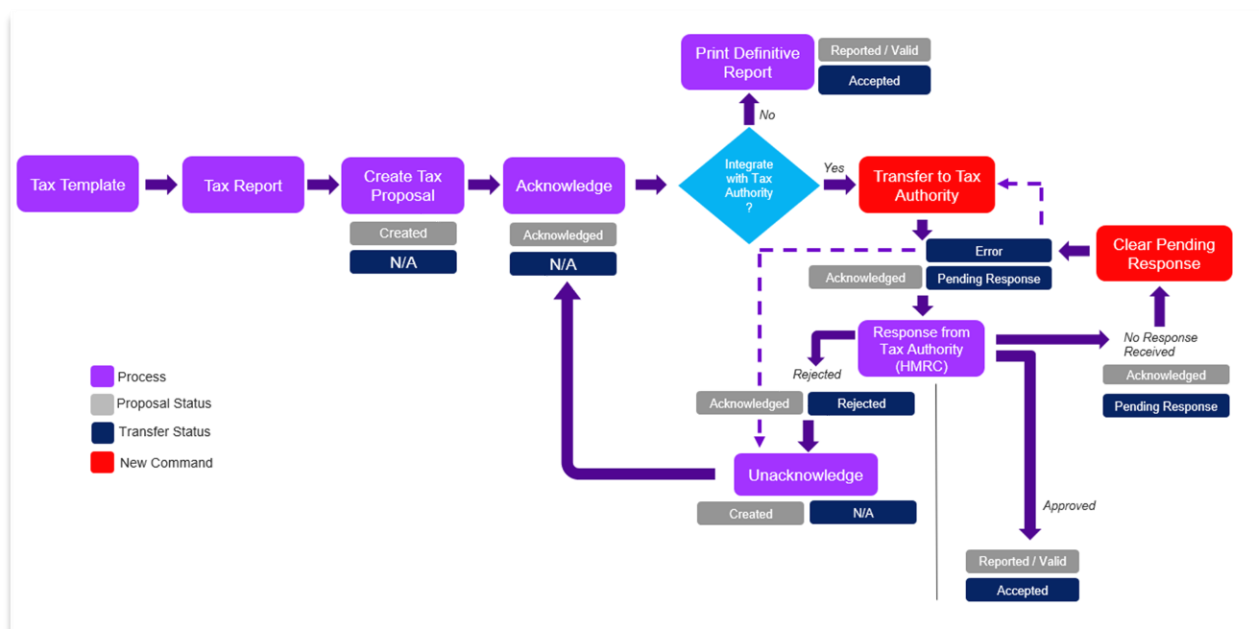 Print Definitive
Report
Reported / Valid
Accepted
No
Tax Template
Tax Report
Create Tax
Proposal
Created
N/A
Acknowledge
Acknowledged
N/A
Integrate
with Tax
Authority
?
Yes
Transfer to Tax
Authority
Error
Acknowledged
Pending Response
Clear Pending
Response
Response from
Tax Authority
(HMRC)
No Response
Received
Acknowledged
Pending Response
Rejected
Acknowledged
Rejected
Unacknowledge
Created
N/A
Approved
Reported / Valid
Accepted
Process
Proposal Status
Transfer Status
New Command